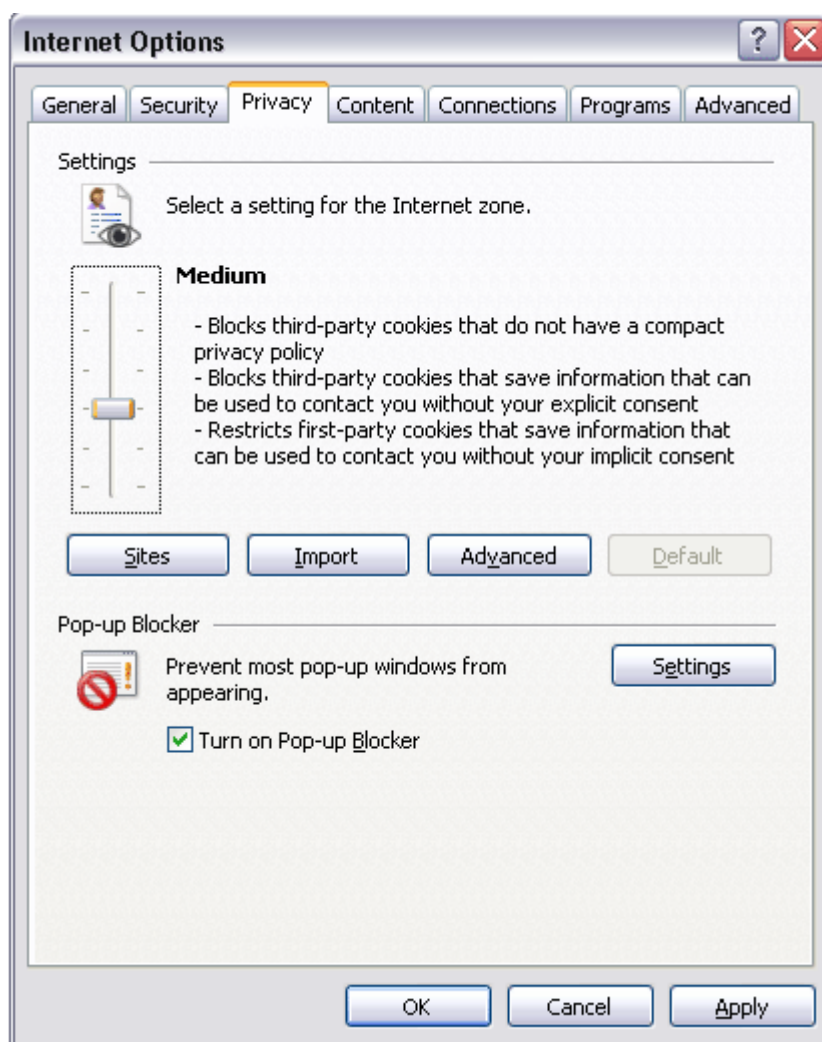 Internet Options
General Security Privacy Content Connections Programs Advanced
Settings
Select a setting for the Internet zone.
Medium
- Blocks third-party cookies that do not have a compact
privacy policy
- Blocks third-party cookies that save information that can
be used to contact you without your explicit consent
- Restricts first-party cookies that save information that
can be used to contact you without your implicit consent
Sites Import Advanced Default
Pop-up Blocker
Prevent most pop-up windows from
appearing.
Settings
Turn on Pop-up Blocker
OK Cancel Apply